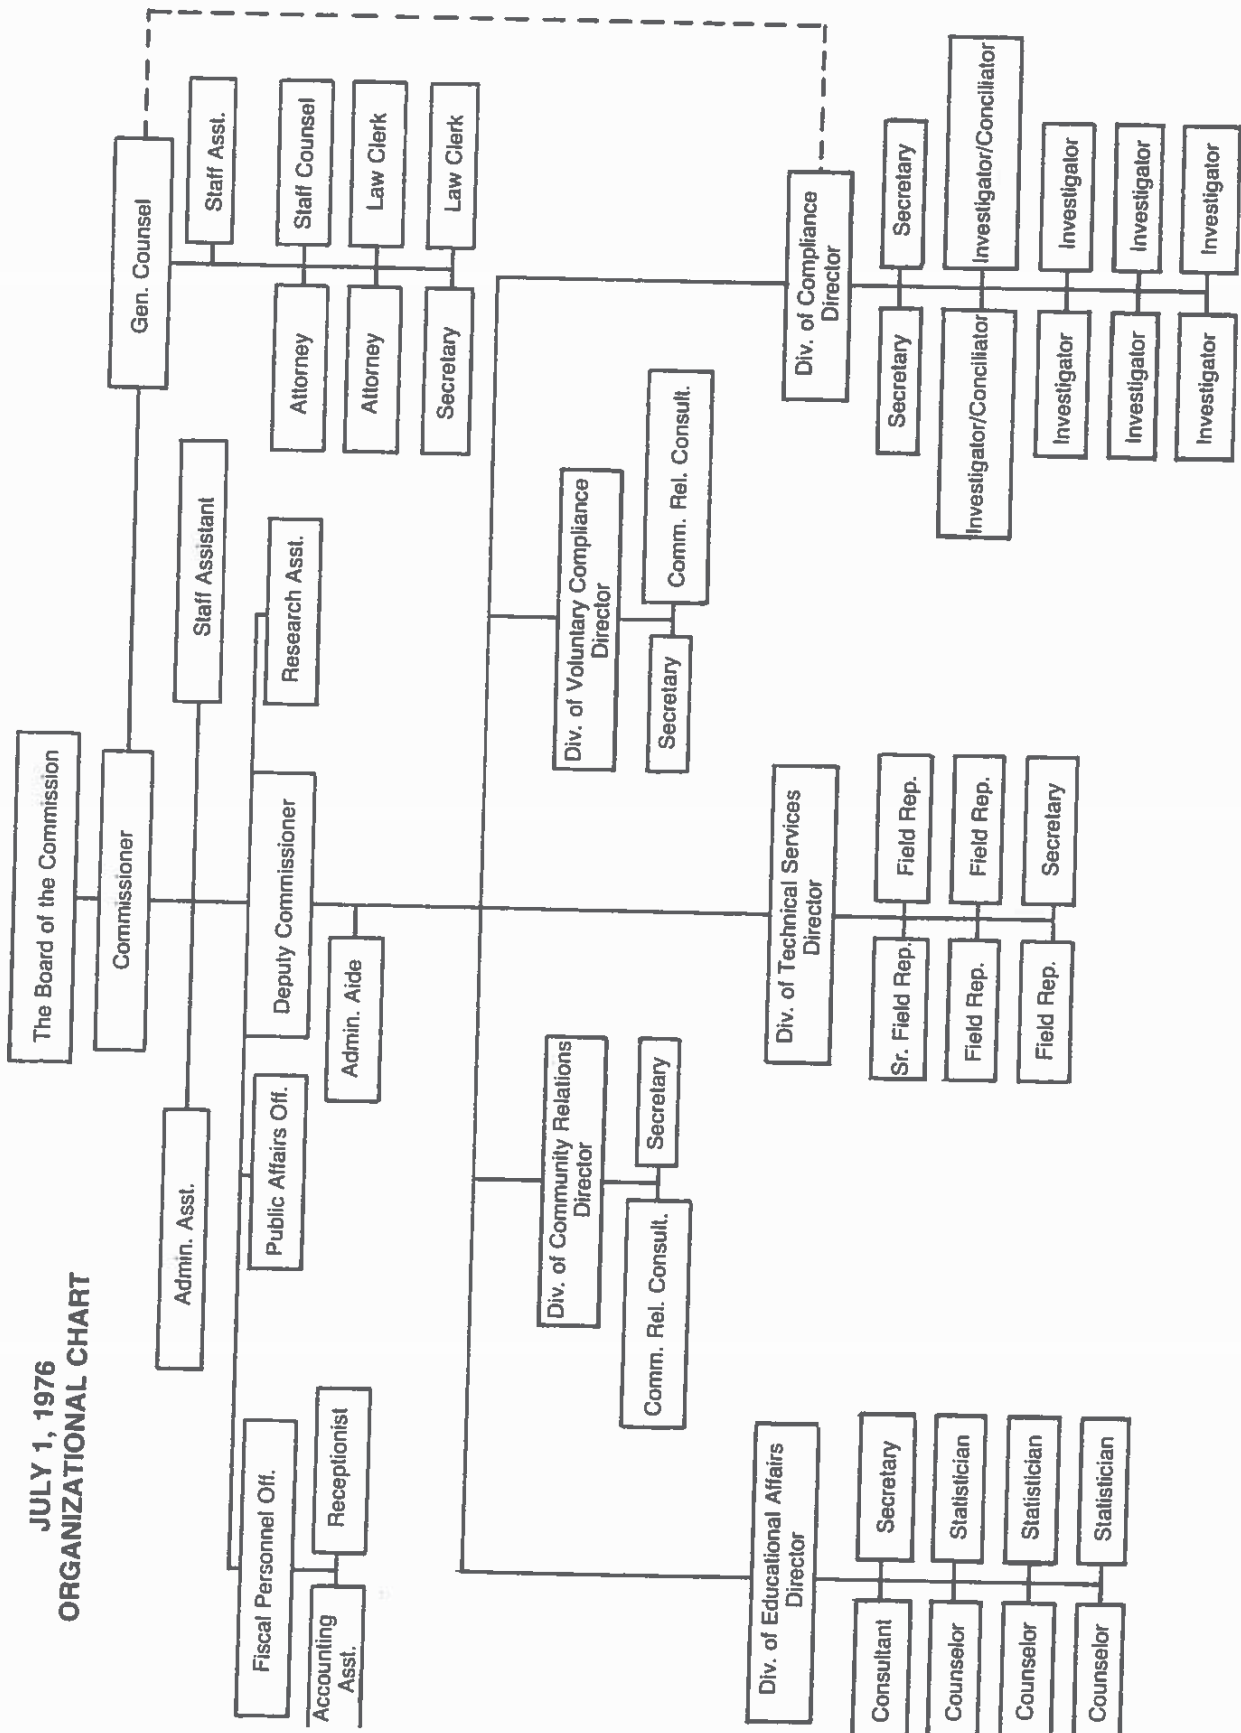 JULY 1, 1976
ORGANIZATIONAL CHART
The Board of the Commission
Commissioner
Gen. Counsel
Staff Asst.
Attorney
Staff Counsel
Attorney
Law Clerk
Secretary
Law Clerk
Admin. Asst.
Staff Assistant
Fiscal Personnel Off.
Accounting
Asst.
Receptionist
Public Affairs Off.
Deputy Commissioner
Research Asst.
Admin. Aide
Div. of Educational Affairs
Director
Consultant
Secretary
Counselor
Statistician
Counselor
Statistician
Counselor
Statistician
Div. of Community Relations
Director
Comm. Rel. Consult.
Secretary
Div. of Technical Services
Director
Sr. Field Rep.
Field Rep.
Field Rep.
Field Rep.
Field Rep.
Secretary
Div. of Voluntary Compliance
Director
Secretary
Comm. Rel. Consult.
Div. of Compliance
Director
Secretary
Secretary
Investigator/Conciliator
Investigator/Conciliator
Investigator
Investigator
Investigator
Investigator
Investigator
Investigator